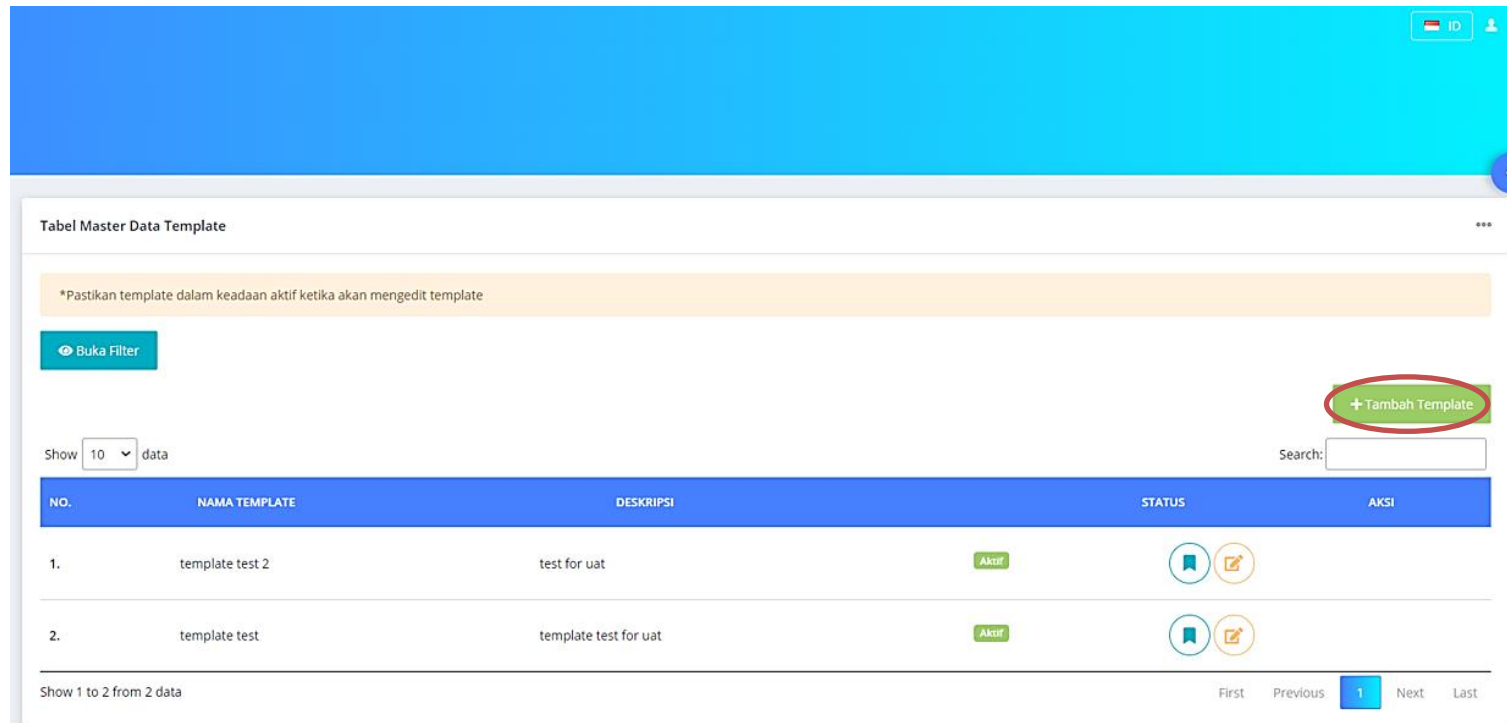 ID
Tabel Master Data Template
*Pastikan template dalam keadaan aktif ketika akan mengedit template
Buka Filter
+ Tambah Template
Show 10 data Search:
NO. NAMA TEMPLATE DESKRIPSI STATUS AKSI
1. template test 2 test for uat Aktif
2. template test template test for uat Aktif
Show 1 to 2 from 2 data First Previous 1 Next Last